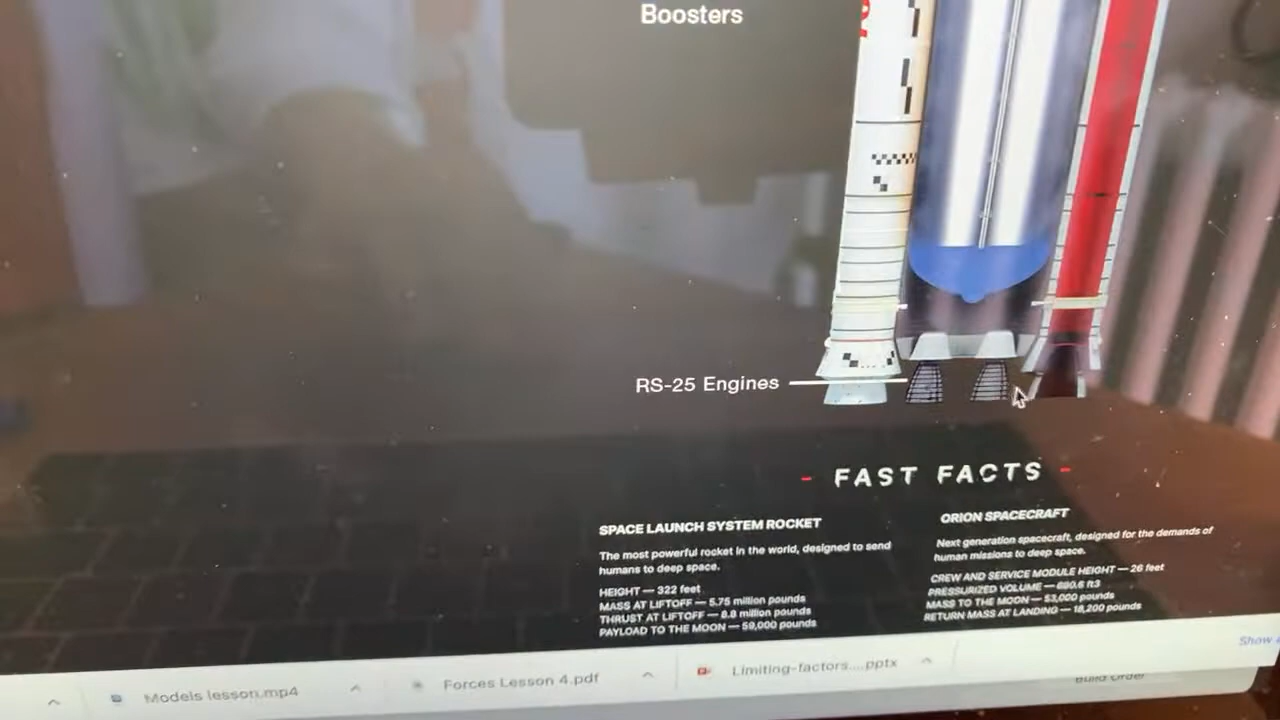 Boosters
RS-25 Engines
- FAST FACTS -
SPACE LAUNCH SYSTEM ROCKET
The most powerful rocket in the world, designed to send
humans to deep space.
HEIGHT — 322 feet
MASS AT LIFTOFF — 5.75 million pounds
THRUST AT LIFTOFF — 8.8 million pounds
PAYLOAD TO THE MOON — 59,000 pounds
ORION SPACECRAFT
Next generation spacecraft, designed for the demands of
human missions to deep space.
CREW AND SERVICE MODULE HEIGHT — 26 feet
PRESSURIZED VOLUME — 690.6 ft3
MASS TO THE MOON — 53,000 pounds
RETURN MASS AT LANDING — 18,200 pounds
Show
Models lesson.mp4
Forces Lesson 4.pdf
Limiting-factors....pptx
Build Order